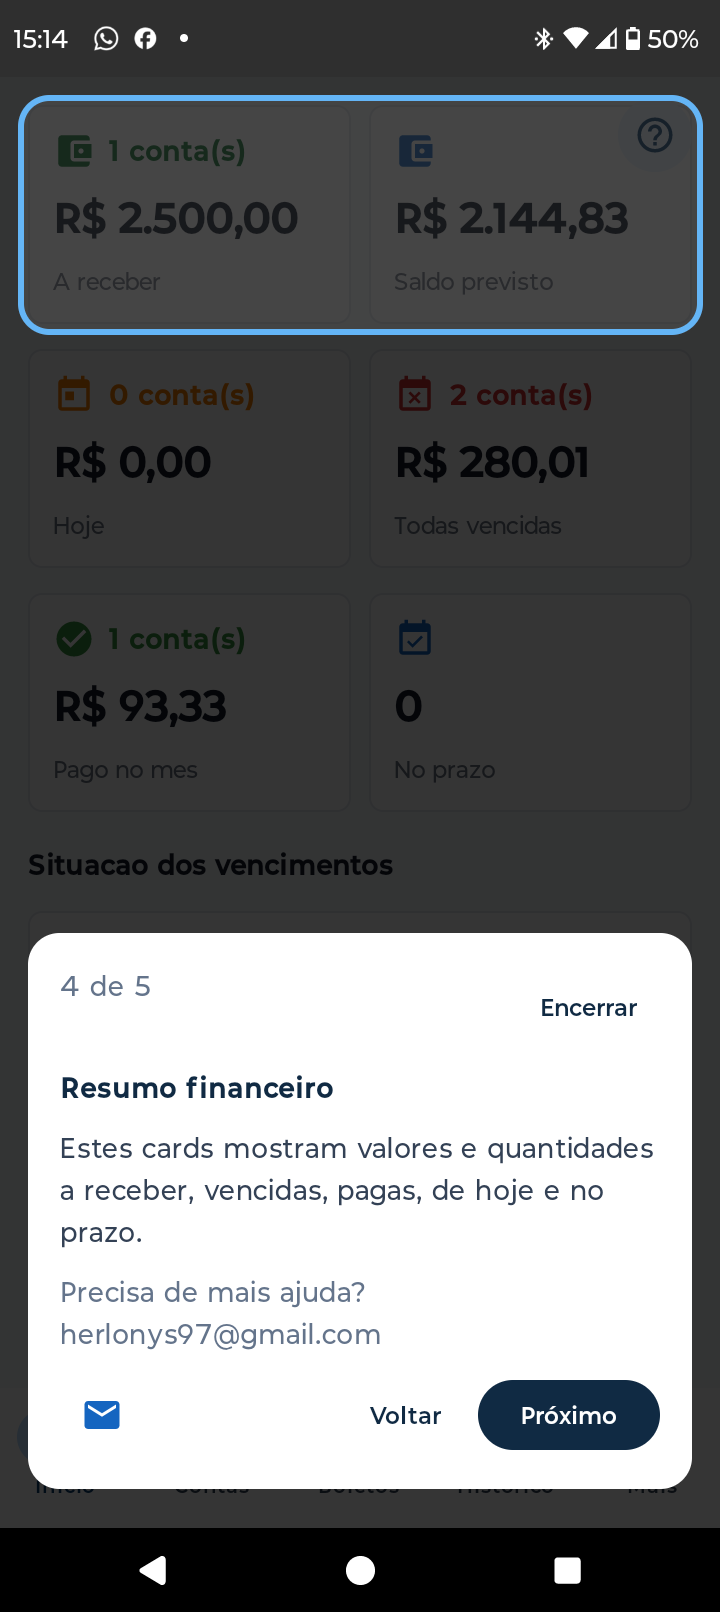 15:14
50%
1 conta(s)
R$ 2.500,00
A receber
R$ 2.144,83
Saldo previsto
0 conta(s)
R$ 0,00
Hoje
2 conta(s)
R$ 280,01
Todas vencidas
1 conta(s)
R$ 93,33
Pago no mes
0
No prazo
Situacao dos vencimentos
4 de 5
Encerrar
Resumo financeiro
Estes cards mostram valores e quantidades
a receber, vencidas, pagas, de hoje e no
prazo.
Precisa de mais ajuda?
herlonys97@gmail.com
Voltar
Próximo